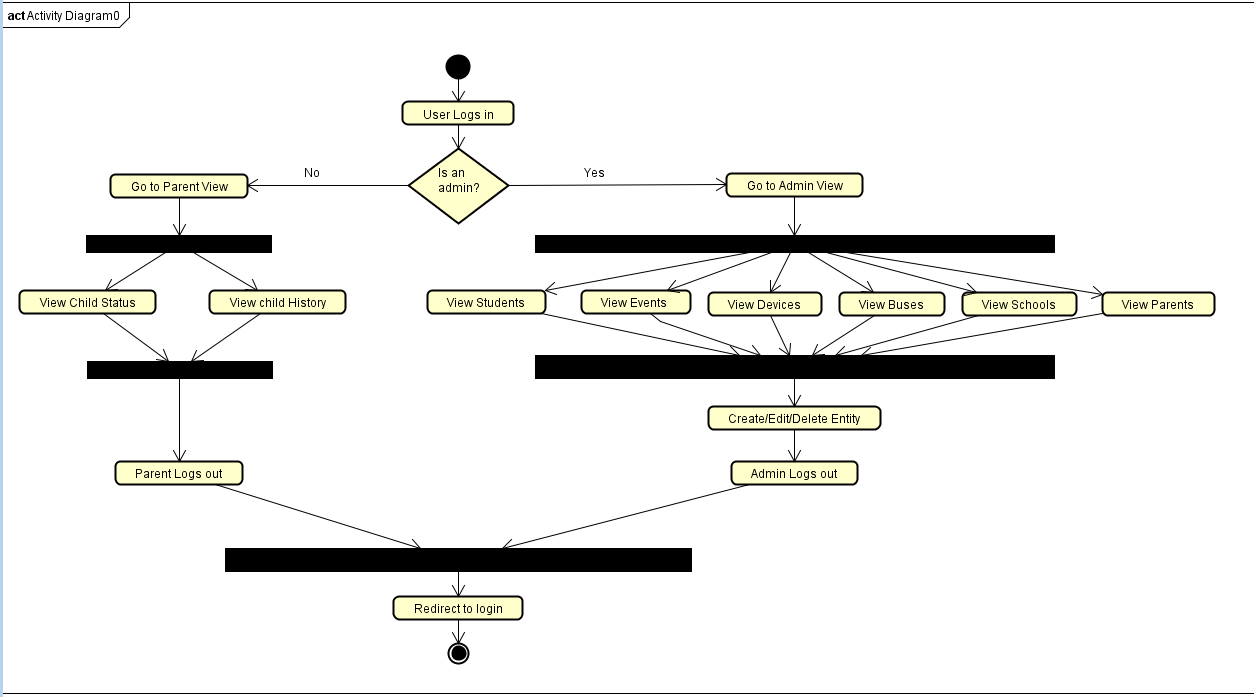 act Activity Diagram0
User Logs in
Is an
admin?
No
Yes
Go to Parent View
Go to Admin View
View Child Status
View child History
View Students
View Events
View Devices
View Buses
View Schools
View Parents
Create/Edit/Delete Entity
Parent Logs out
Admin Logs out
Redirect to login